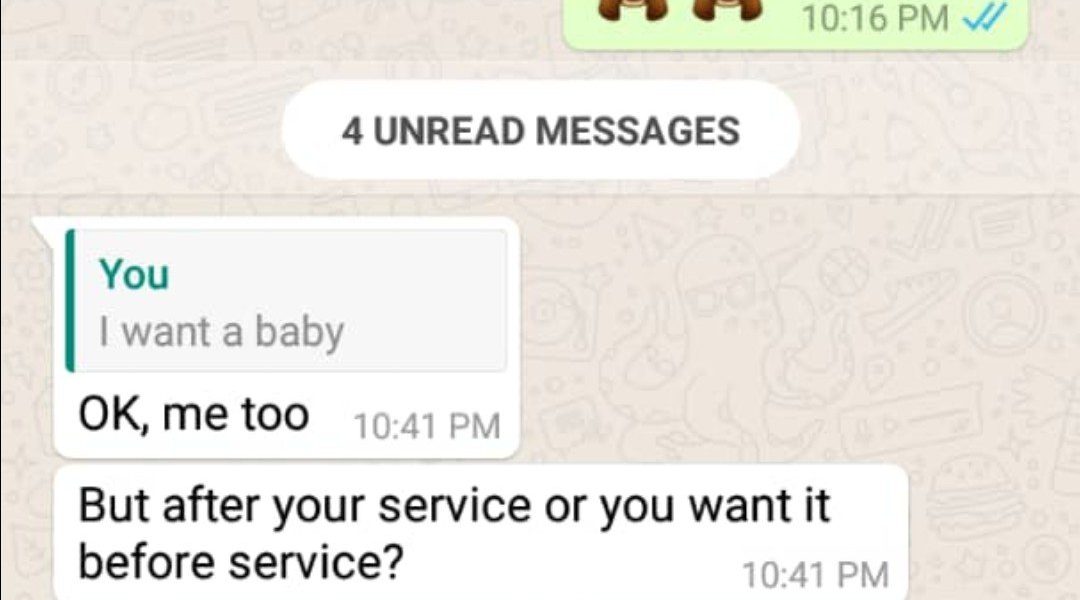 10:16 PM
4 UNREAD MESSAGES
You
I want a baby
OK, me too 10:41 PM
But after your service or you want it
before service?
10:41 PM